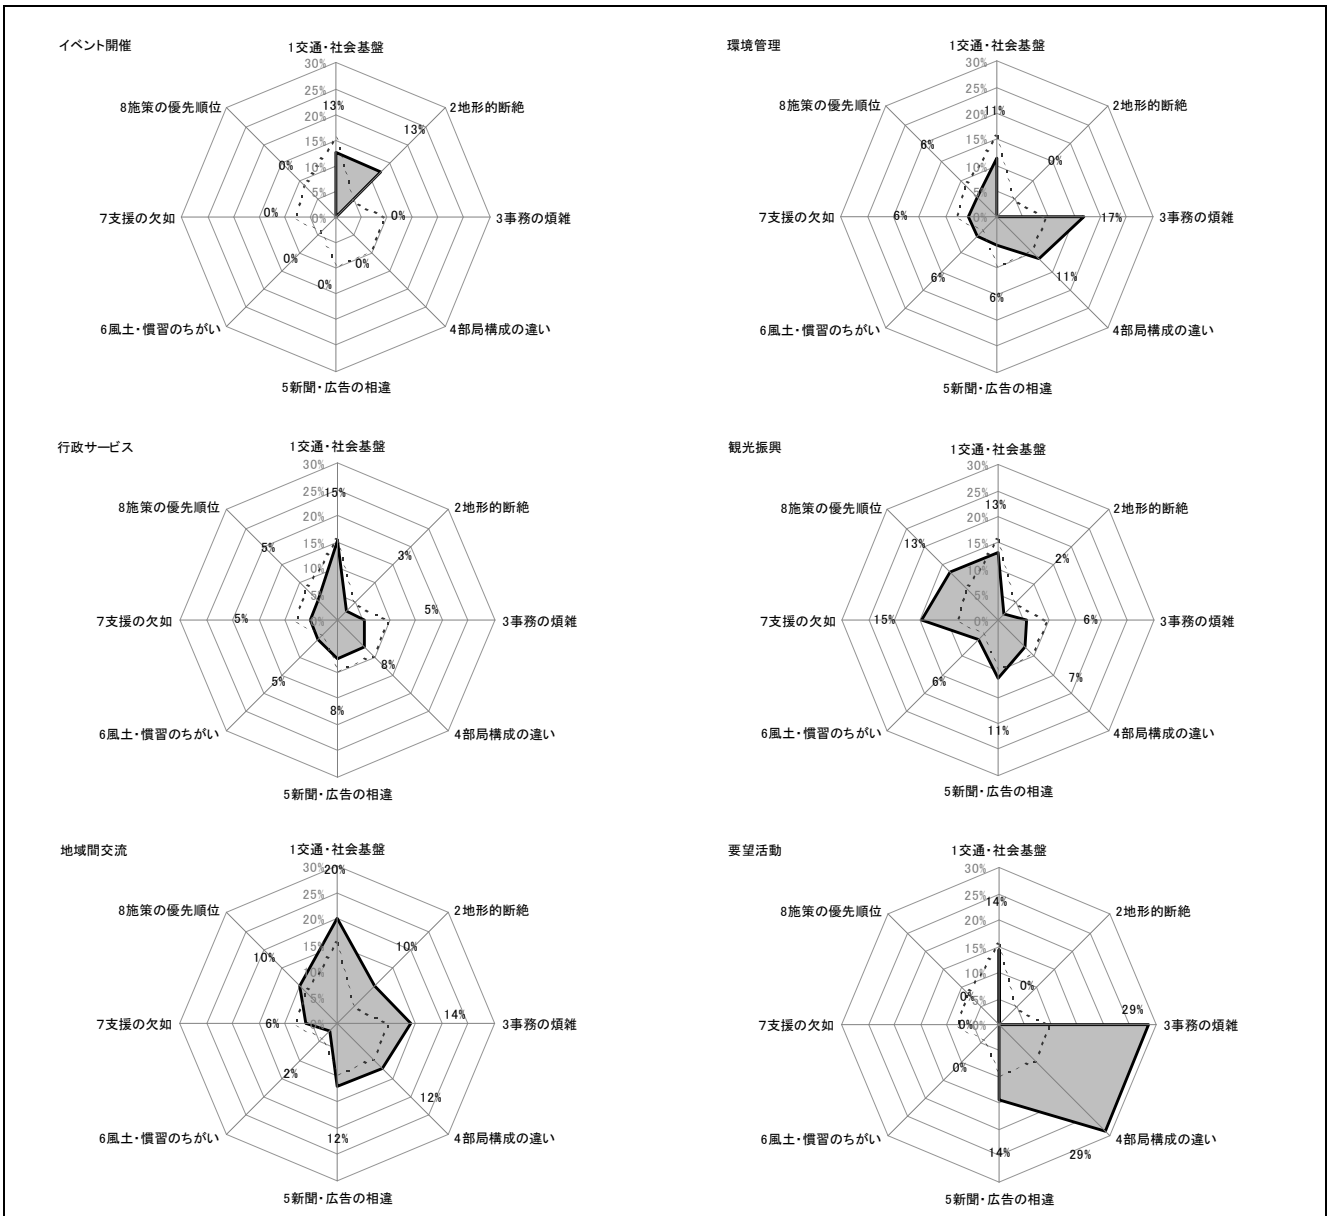 イベント開催
1交通・社会基盤
30%
25%
20%
15%
10%
5%
0%
13%
2地形的断絶
13%
3事務の煩雑
0%
4部局構成の違い
0%
5新聞・広告の相違
0%
6風土・慣習のちがい
0%
7支援の欠如
0%
8施策の優先順位
0%
環境管理
1交通・社会基盤
30%
25%
20%
15%
10%
5%
0%
11%
2地形的断絶
0%
3事務の煩雑
17%
4部局構成の違い
11%
5新聞・広告の相違
6%
6風土・慣習のちがい
6%
7支援の欠如
6%
8施策の優先順位
6%
行政サービス
1交通・社会基盤
30%
25%
20%
15%
10%
5%
0%
15%
2地形的断絶
3%
3事務の煩雑
5%
4部局構成の違い
8%
5新聞・広告の相違
8%
6風土・慣習のちがい
5%
7支援の欠如
5%
8施策の優先順位
5%
観光振興
1交通・社会基盤
30%
25%
20%
15%
10%
5%
0%
13%
2地形的断絶
2%
3事務の煩雑
6%
4部局構成の違い
7%
5新聞・広告の相違
11%
6風土・慣習のちがい
6%
7支援の欠如
15%
8施策の優先順位
13%
地域間交流
1交通・社会基盤
30%
25%
20%
15%
10%
5%
0%
20%
2地形的断絶
10%
3事務の煩雑
14%
4部局構成の違い
12%
5新聞・広告の相違
12%
6風土・慣習のちがい
2%
7支援の欠如
6%
8施策の優先順位
10%
要望活動
1交通・社会基盤
30%
25%
20%
15%
10%
5%
0%
14%
2地形的断絶
0%
3事務の煩雑
29%
4部局構成の違い
29%
5新聞・広告の相違
14%
6風土・慣習のちがい
0%
7支援の欠如
0%
8施策の優先順位
0%